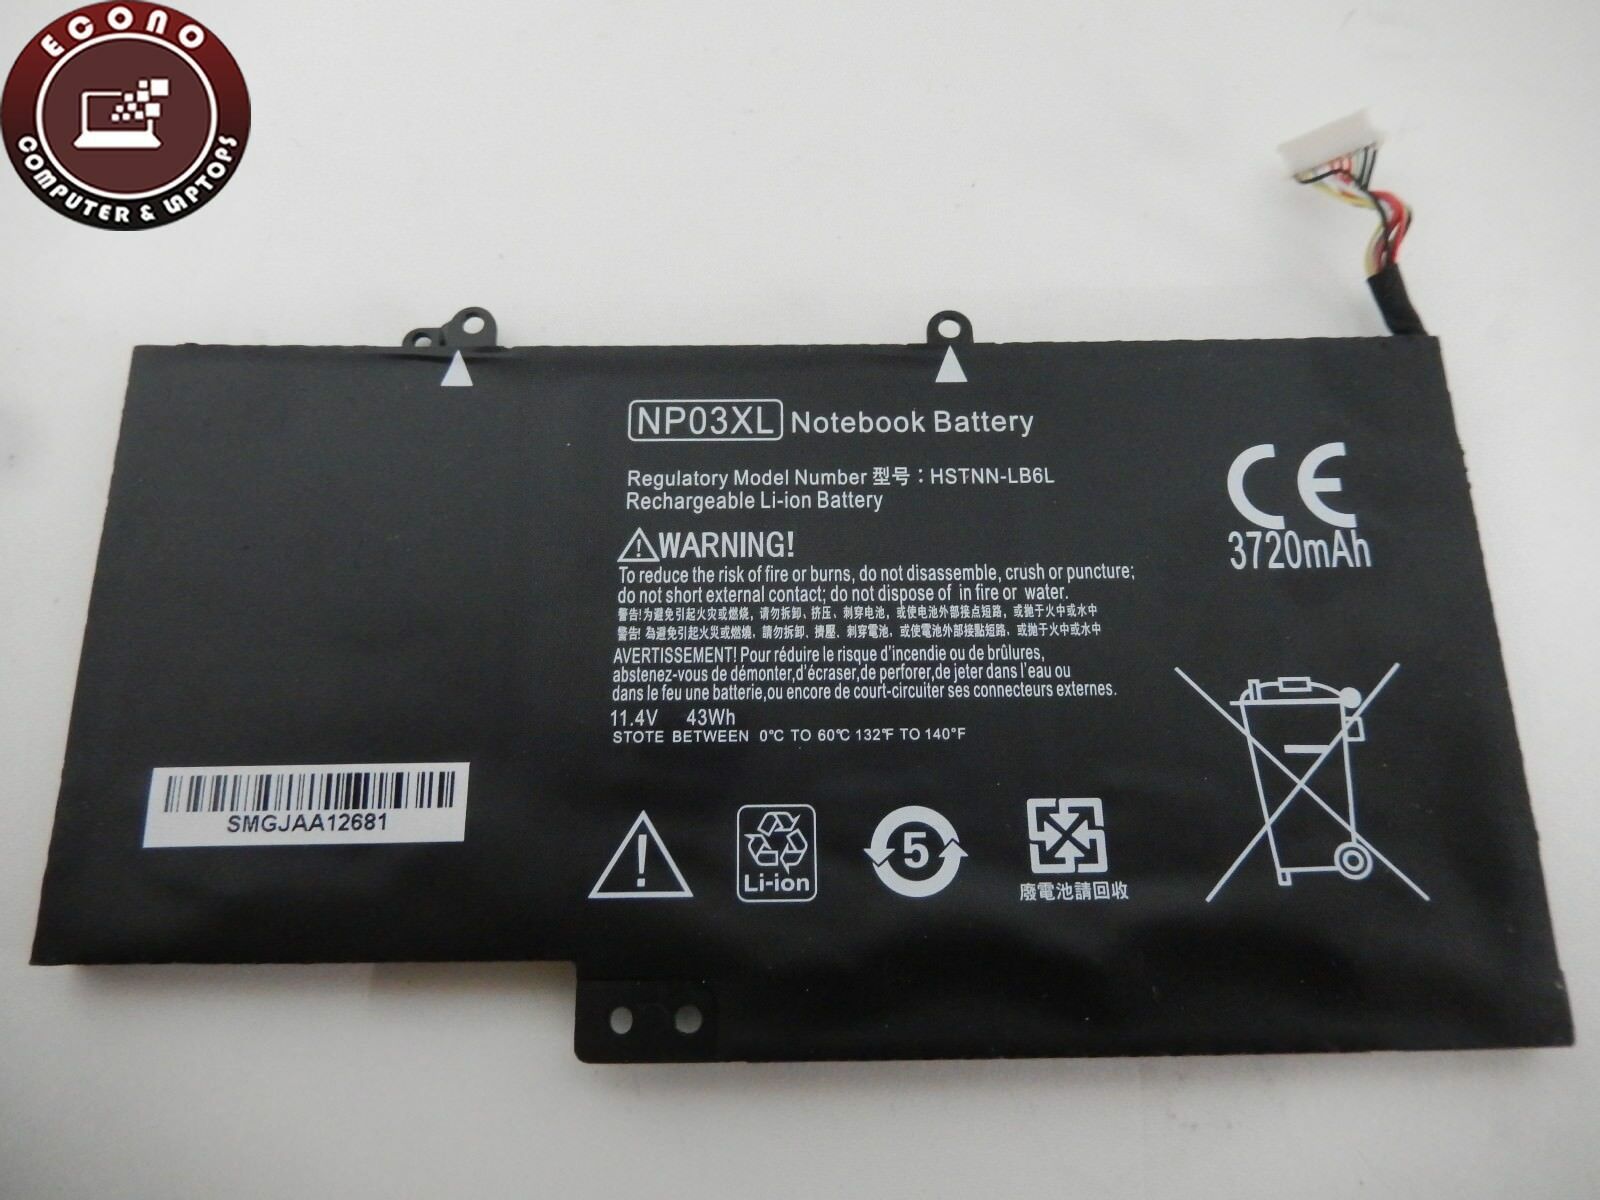 ECONO
COMPUTER & LAPTOPS
NP03XL Notebook Battery
Regulatory Model Number 型号：HSTNN-LB6L
Rechargeable Li-ion Battery
CE
3720mAh
WARNING!
To reduce the risk of fire or burns, do not disassemble, crush or puncture;
do not short external contact; do not dispose of in fire or water.
警告!为避免引起火灾或燃烧，请勿拆卸、挤压、刺穿电池，或使电池外部接点短路，或抛于火中或水中
警告! 為避免引起火災或燃燒，請勿拆卸、擠壓、刺穿電池，或使電池外部接點短路，或拋于火中或水中
AVERTISSEMENT! Pour réduire le risque d'incendie ou de brûlures,
abstenez-vous de démonter,d'écraser,de perforer,de jeter dans l'eau ou
dans le feu une batterie,ou encore de court-circuiter ses connecteurs externes.
11.4V 43Wh
STOTE BETWEEN 0°C TO 60°C 132°F TO 140°F
SMGJAA12681
Li-ion
5
廢電池請回收